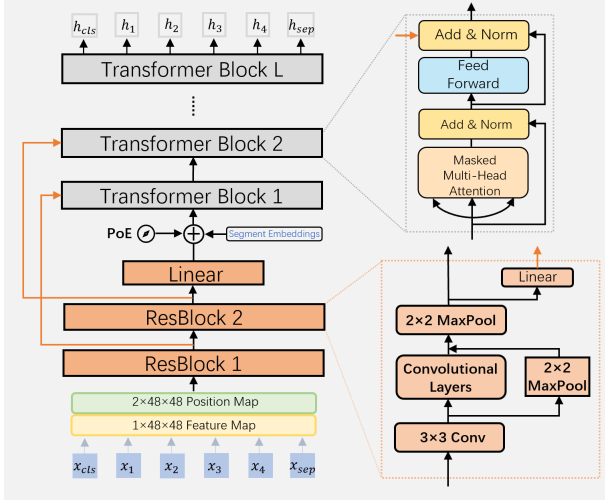 h_cls h_1 h_2 h_3 h_4 h_sep
Transformer Block L
......
Transformer Block 2
Transformer Block 1
PoE
+
Segment Embeddings
Linear
ResBlock 2
ResBlock 1
2×48×48 Position Map
1×48×48 Feature Map
x_cls x_1 x_2 x_3 x_4 x_sep
Add & Norm
Feed
Forward
Add & Norm
Masked
Multi-Head
Attention
Linear
2×2 MaxPool
Convolutional
Layers
2×2
MaxPool
3×3 Conv